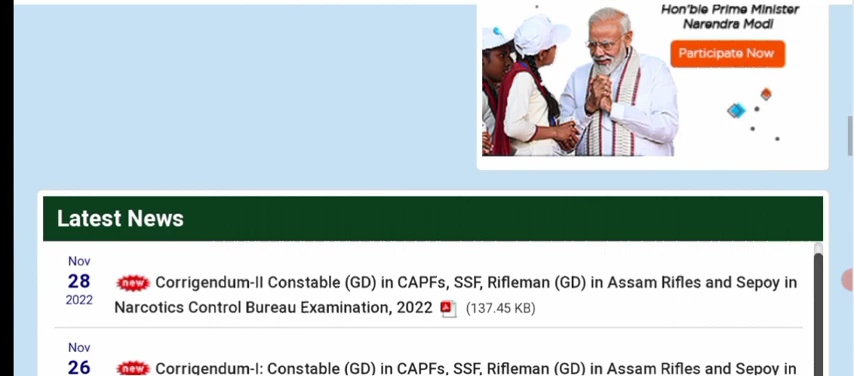 Hon'ble Prime Minister
Narendra Modi
Participate Now
Latest News
Nov
28
2022
new Corrigendum-II Constable (GD) in CAPFs, SSF, Rifleman (GD) in Assam Rifles and Sepoy in
Narcotics Control Bureau Examination, 2022 (137.45 KB)
Nov
26
new Corrigendum-I: Constable (GD) in CAPFs, SSF, Rifleman (GD) in Assam Rifles and Sepoy in